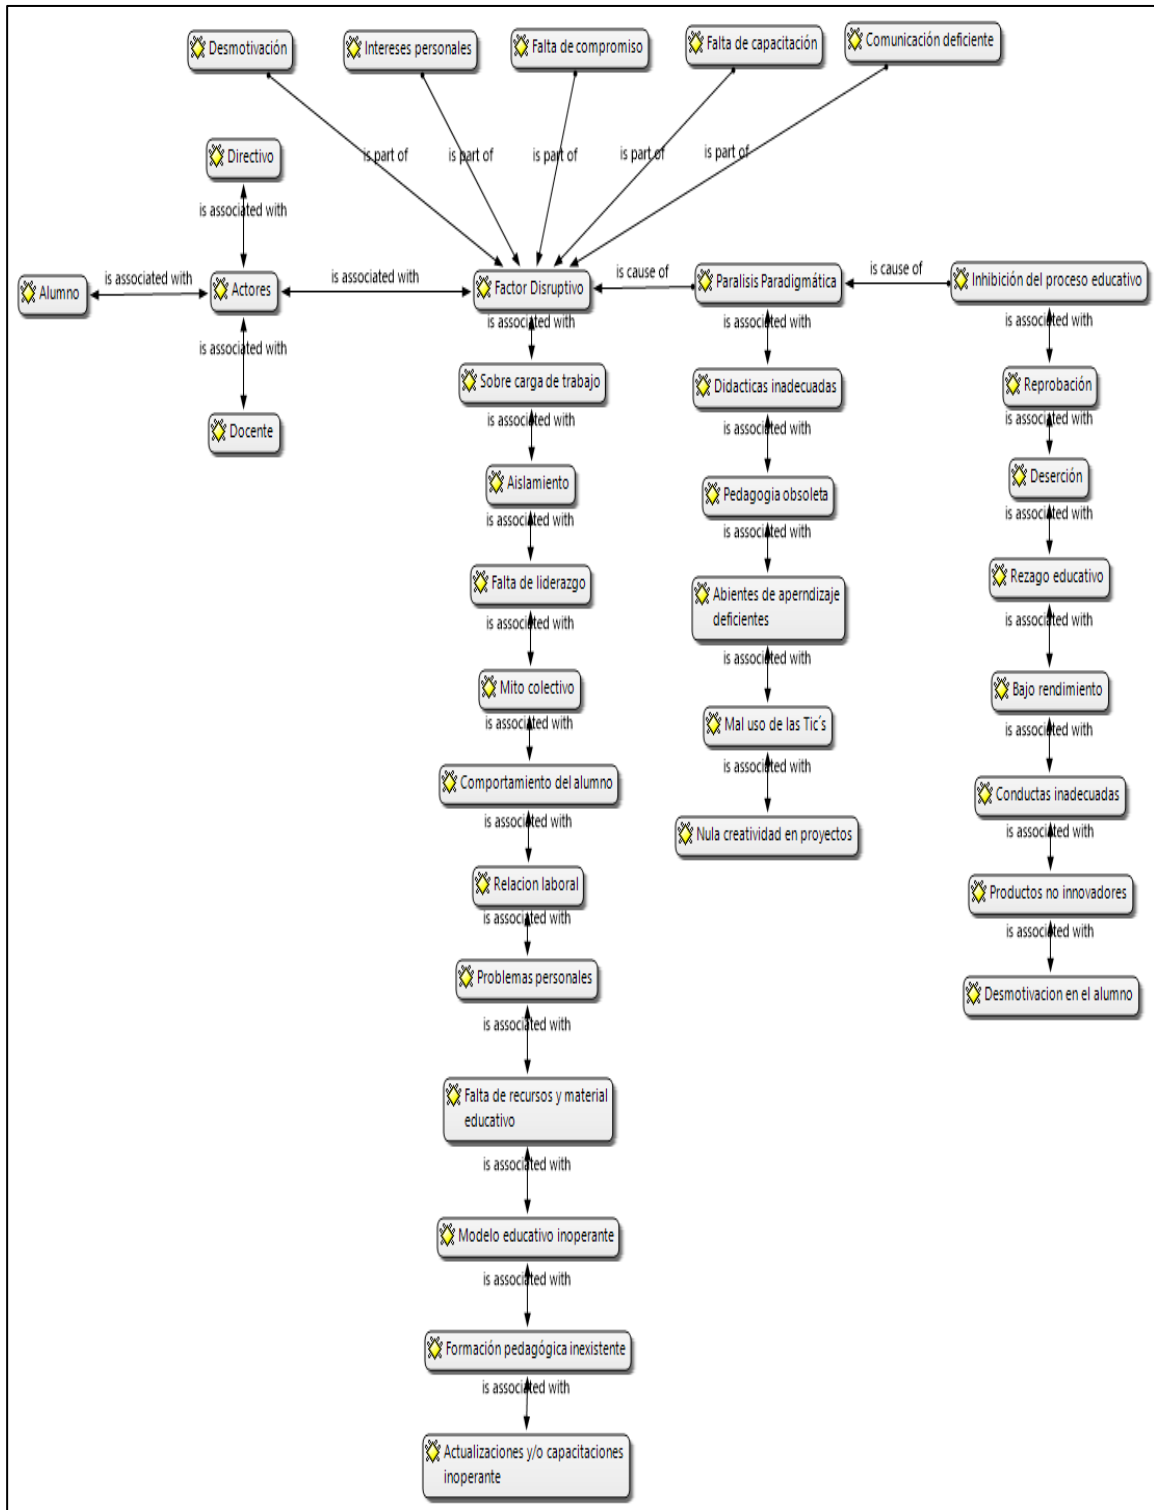 Desmotivación
Intereses personales
Falta de compromiso
Falta de capacitación
Comunicación deficiente
is part of
is part of
is part of
is part of
is part of
Directivo
is associated with
Alumno
is associated with
Actores
is associated with
Factor Disruptivo
is cause of
Paralisis Paradigmática
is cause of
Inhibición del proceso educativo
is associated with
Docente
is associated with
Sobre carga de trabajo
is associated with
Aislamiento
is associated with
Falta de liderazgo
is associated with
Mito colectivo
is associated with
Comportamiento del alumno
is associated with
Relacion laboral
is associated with
Problemas personales
is associated with
Falta de recursos y material
educativo
is associated with
Modelo educativo inoperante
is associated with
Formación pedagógica inexistente
is associated with
Actualizaciones y/o capacitaciones
inoperante
is associated with
Didacticas inadecuadas
is associated with
Pedagogia obsoleta
is associated with
Abientes de aperndizaje
deficientes
is associated with
Mal uso de las Tic´s
is associated with
Nula creatividad en proyectos
is associated with
Reprobación
is associated with
Deserción
is associated with
Rezago educativo
is associated with
Bajo rendimiento
is associated with
Conductas inadecuadas
is associated with
Productos no innovadores
is associated with
Desmotivacion en el alumno